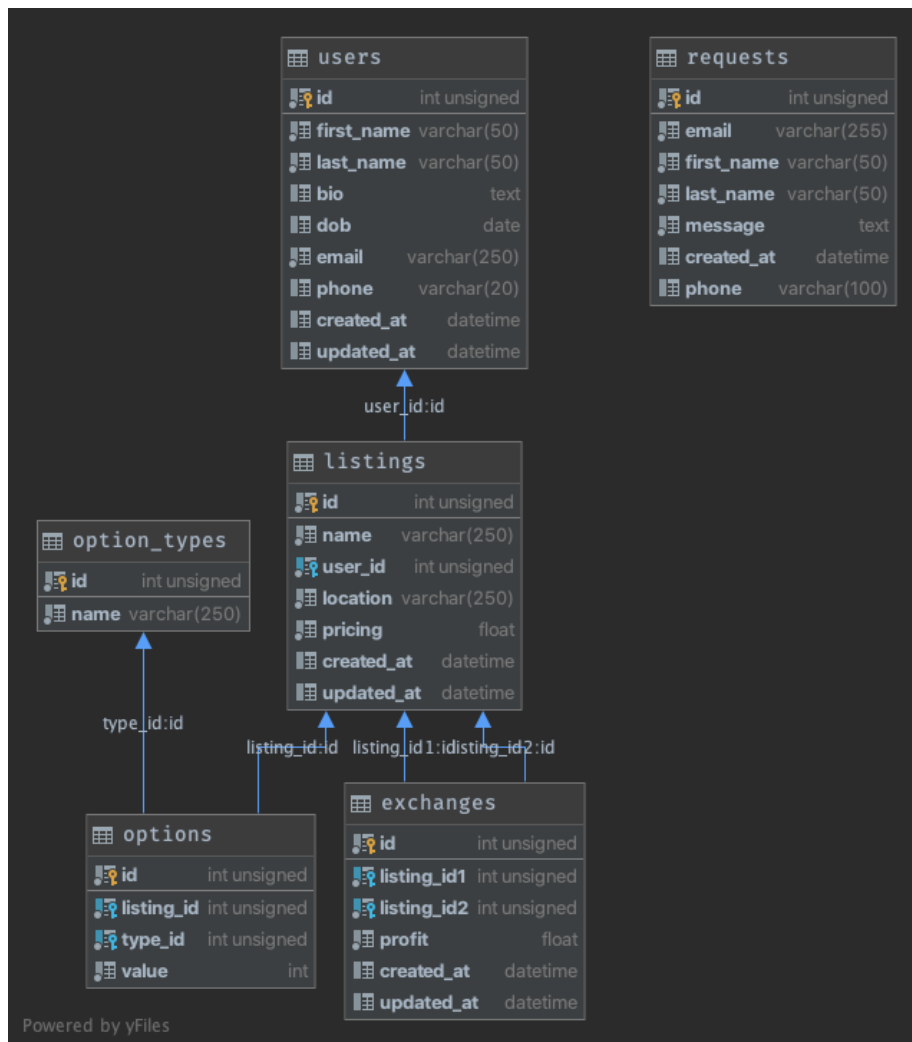 users
id int unsigned
first_name varchar(50)
last_name varchar(50)
bio text
dob date
email varchar(250)
phone varchar(20)
created_at datetime
updated_at datetime
requests
id int unsigned
email varchar(255)
first_name varchar(50)
last_name varchar(50)
message text
created_at datetime
phone varchar(100)
user_id:id
listings
id int unsigned
name varchar(250)
user_id int unsigned
location varchar(250)
pricing float
created_at datetime
updated_at datetime
option_types
id int unsigned
name varchar(250)
type_id:id
listing_id:id
listing_id1:id
listing_id2:id
options
id int unsigned
listing_id int unsigned
type_id int unsigned
value int
exchanges
id int unsigned
listing_id1 int unsigned
listing_id2 int unsigned
profit float
created_at datetime
updated_at datetime
Powered by yFiles